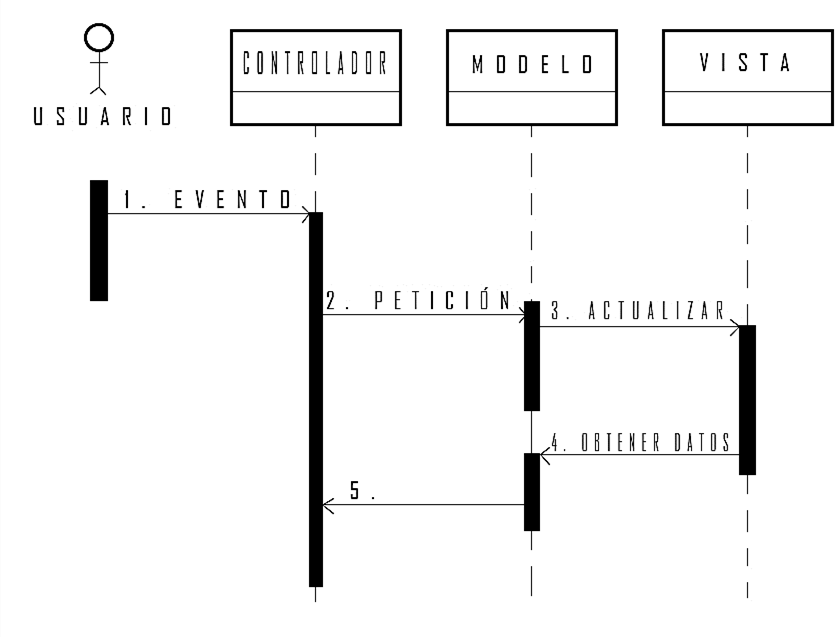 CONTROLADOR
MODELO
VISTA
USUARIO
1. EVENTO
2. PETICIÓN
3. ACTUALIZAR
4. OBTENER DATOS
5.